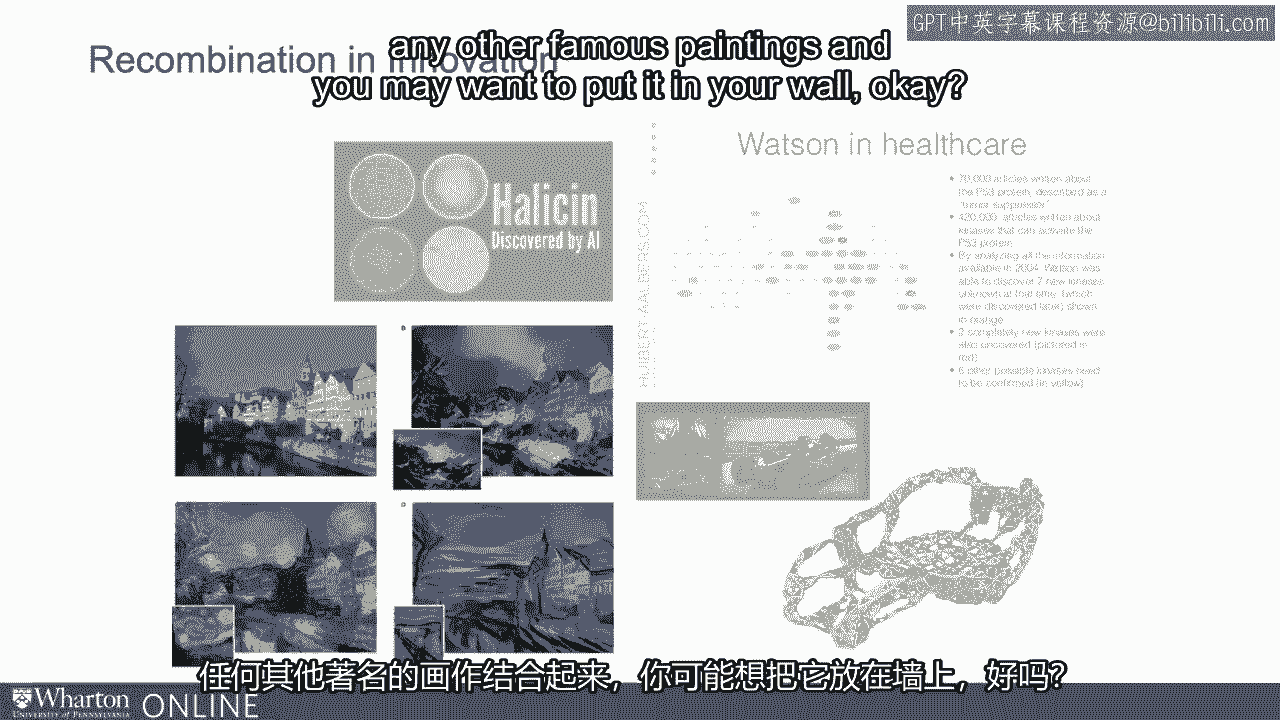 GPT中英字幕课程资源@bilibili.com
Recombination in Innovation
any other famous paintings and
you may want to put it in your wall, okay?
Watson in healthcare
Halicin
Discovered by AI
HUBERT-AALBERS.COM
70,000 articles written about
the P53 protein, described as a
"tumor suppressor"
420,000 articles written about
kinases that can activate the
P53 protein
By analyzing all the information
available in 2004, Watson was
able to discover 7 new kinases
unknown at that time (which
were discovered later) shown
in orange
2 completely new kinases were
also uncovered (pictured in
red)
6 other possible kinases need
to be confirmed (in yellow)
任何其他著名的画作结合起来，你可能想把它放在墙上，好吗？
Wharton
UNIVERSITY of PENNSYLVANIA
ONLINE